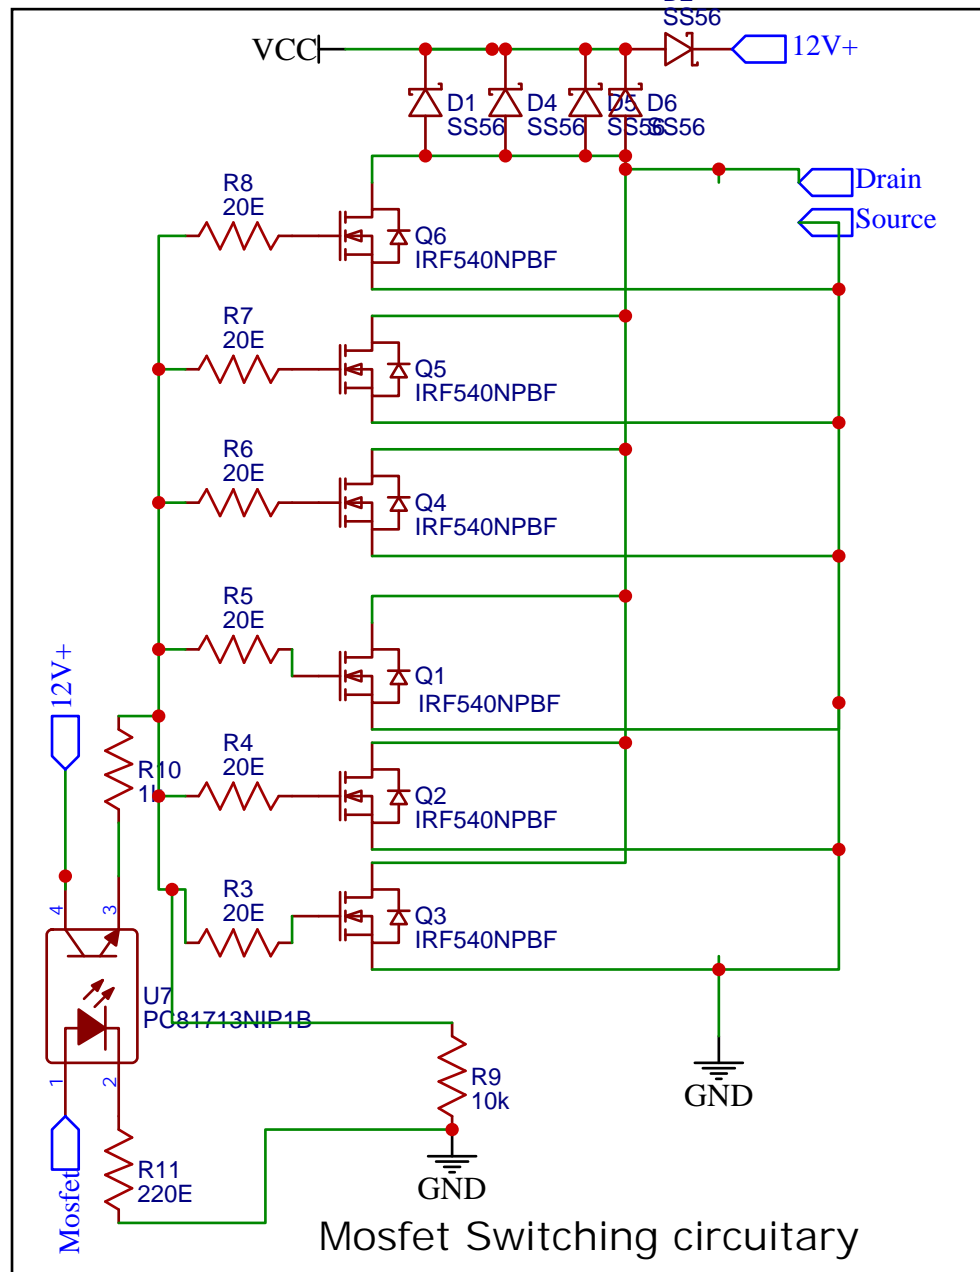 SS56
VCC
12V+
D1
SS56
D4
SS56
D5
SS56
D6
SS56
Drain
Source
R8
20E
Q6
IRF540NPBF
R7
20E
Q5
IRF540NPBF
R6
20E
Q4
IRF540NPBF
R5
20E
Q1
IRF540NPBF
12V+
R10
R4
20E
Q2
IRF540NPBF
R3
20E
Q3
IRF540NPBF
4
3
U7
PC81713NIP1B
1
2
R9
10k
GND
GND
R11
220E
Mosfet
Mosfet Switching circuitary